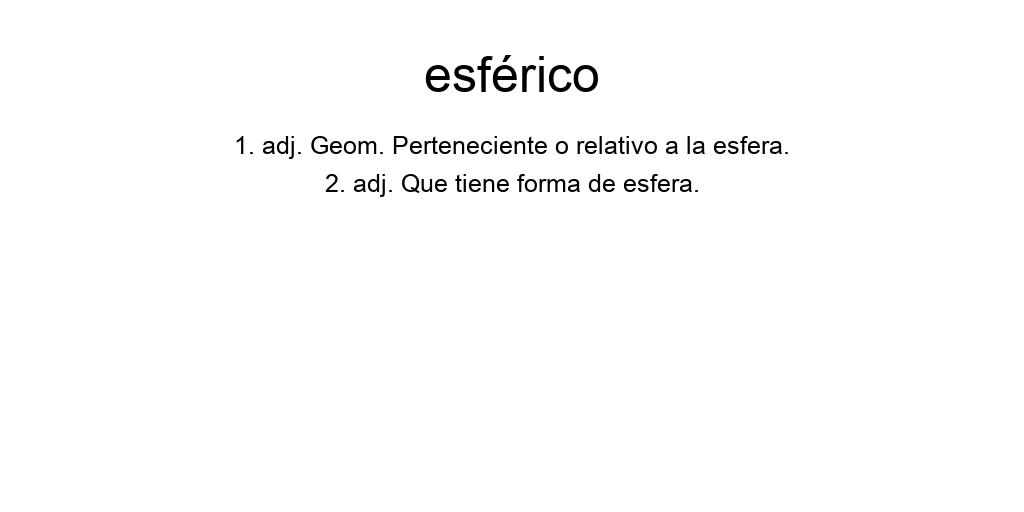 esférico
1. adj. Geom. Perteneciente o relativo a la esfera.
2. adj. Que tiene forma de esfera.